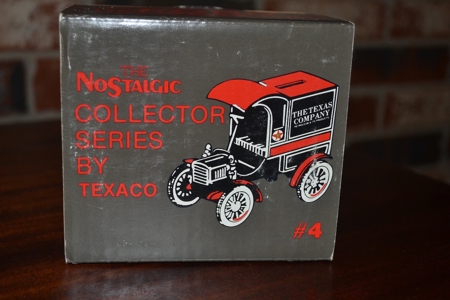 THE
NOSTALGIC
COLLECTOR
SERIES
BY
TEXACO
THE TEXAS
COMPANY
#4